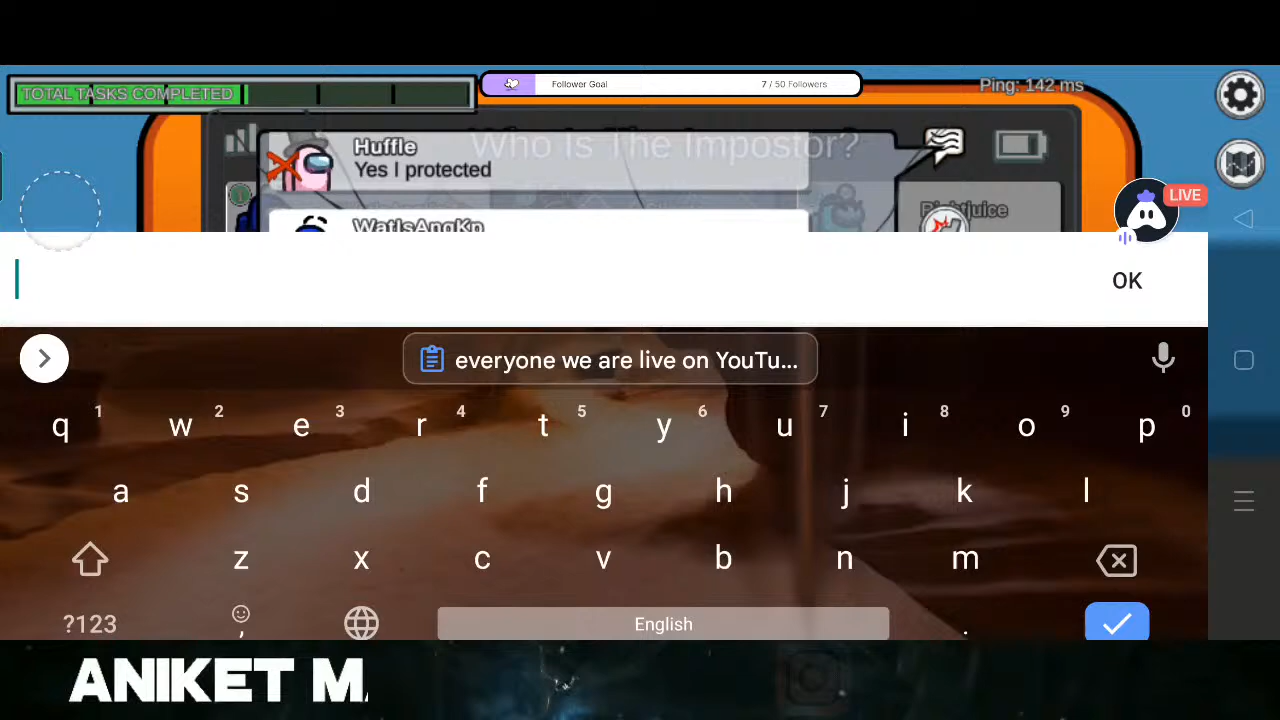 TOTAL TASKS COMPLETED
Follower Goal 7 / 50 Followers
Ping: 142 ms
Who Is The Impostor?
Huffle
Yes I protected
LIVE
WatIsAngKp
OK
everyone we are live on YouTu...
q 1 w 2 e 3 r 4 t 5 y 6 u 7 i 8 o 9 p 0
a s d f g h j k l
z x c v b n m
?123 , English .
ANIKET M